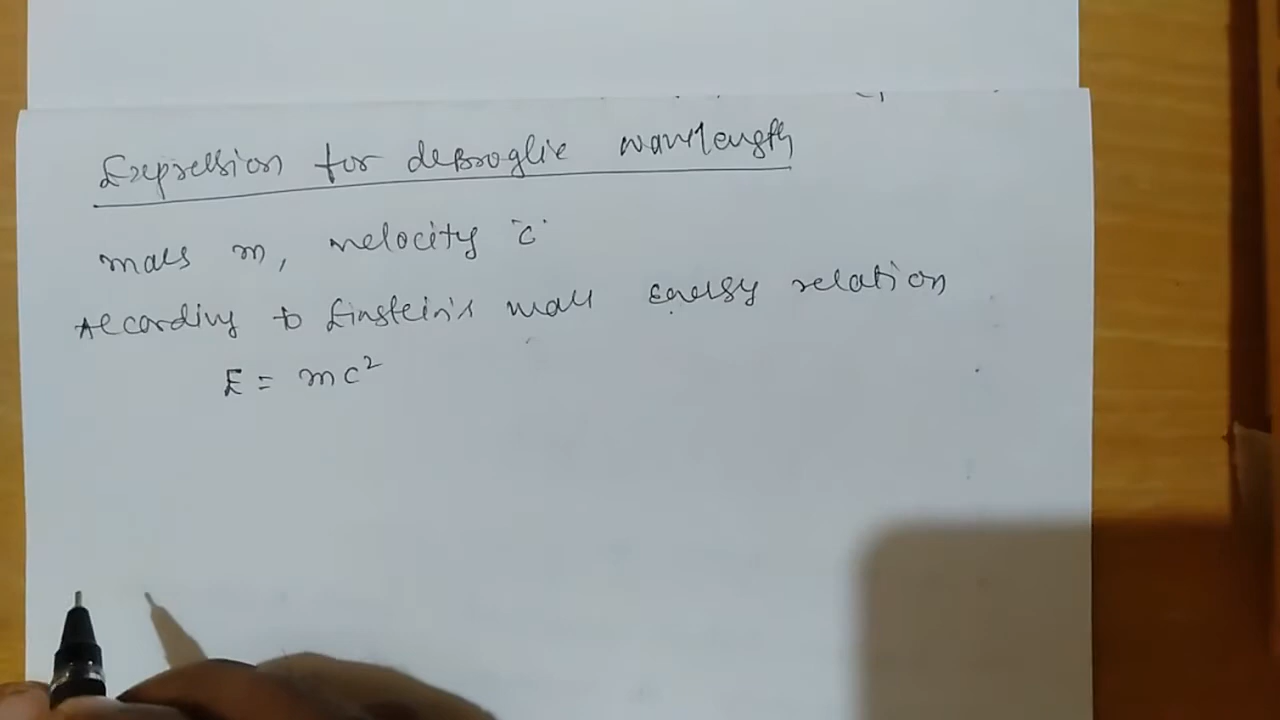 Expression for deBroglie wavelength
mass m, velocity "c"
According to Einstein's mass energy relation
E = mc²